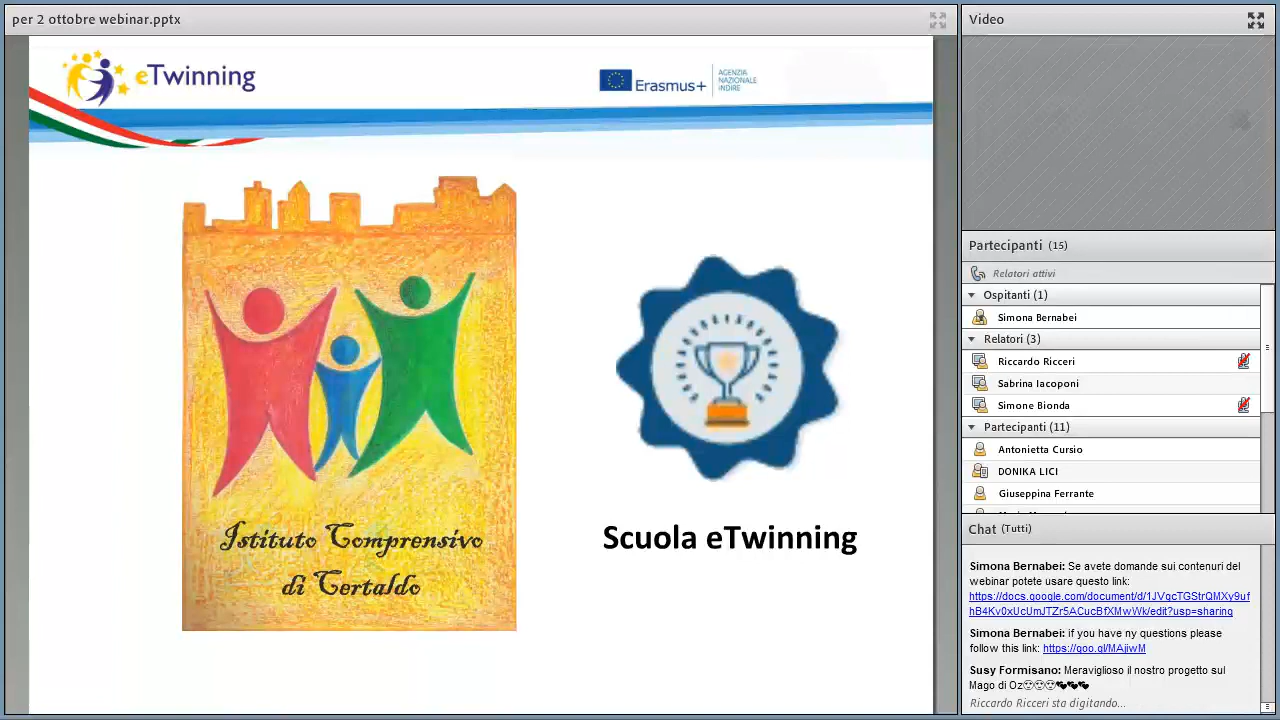 per 2 ottobre webinar.pptx
eTwinning
Erasmus+
AGENZIA
NAZIONALE
INDIRE
Istituto Comprensivo
di Certaldo
Scuola eTwinning
Video
Partecipanti (15)
Relatori attivi
Ospitanti (1)
Simona Bernabei
Relatori (3)
Riccardo Ricceri
Sabrina Iacoponi
Simone Bionda
Partecipanti (11)
Antonietta Cursio
DONIKA LICI
Giuseppina Ferrante
Chat (Tutti)
Simona Bernabei: Se avete domande sui contenuti del
webinar potete usare questo link:
https://docs.google.com/document/d/1JVgcTGStrQMXy9uf
hB4Kv0xUcUmJTZr5ACucBfXMwWk/edit?usp=sharing
Simona Bernabei: if you have ny questions please
follow this link: https://goo.gl/MAjiwM
Susy Formisano: Meraviglioso il nostro progetto sul
Mago di Oz
Riccardo Ricceri sta digitando...